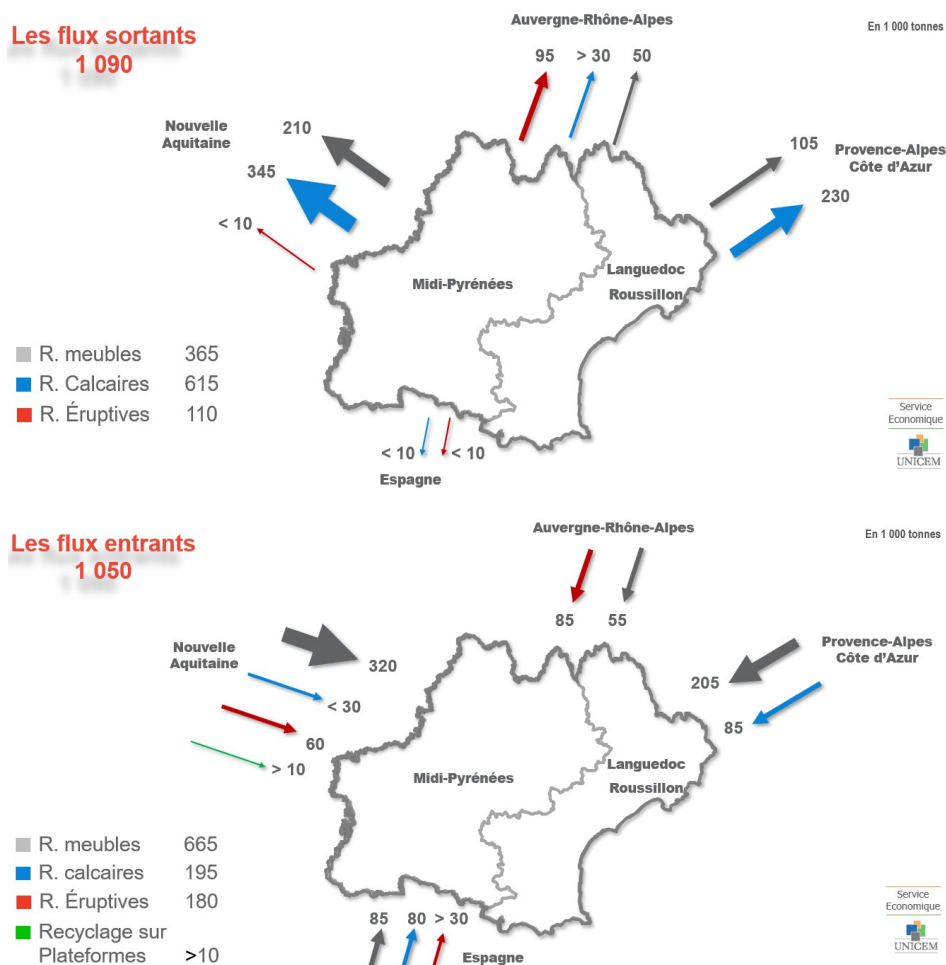 Les flux sortants
1 090
Auvergne-Rhône-Alpes
En 1 000 tonnes
95 > 30 50
Nouvelle
Aquitaine
210
345
< 10
105
Provence-Alpes
Côte d'Azur
230
Midi-Pyrénées
Languedoc
Roussillon
R. meubles 365
R. Calcaires 615
R. Éruptives 110
< 10 < 10
Espagne
Service
Economique
UNICEM
Les flux entrants
1 050
Auvergne-Rhône-Alpes
En 1 000 tonnes
85 55
Nouvelle
Aquitaine
320
< 30
60
> 10
Provence-Alpes
Côte d'Azur
205
85
Midi-Pyrénées
Languedoc
Roussillon
R. meubles 665
R. calcaires 195
R. Éruptives 180
Recyclage sur
Plateformes >10
85 80 > 30
Espagne
Service
Economique
UNICEM